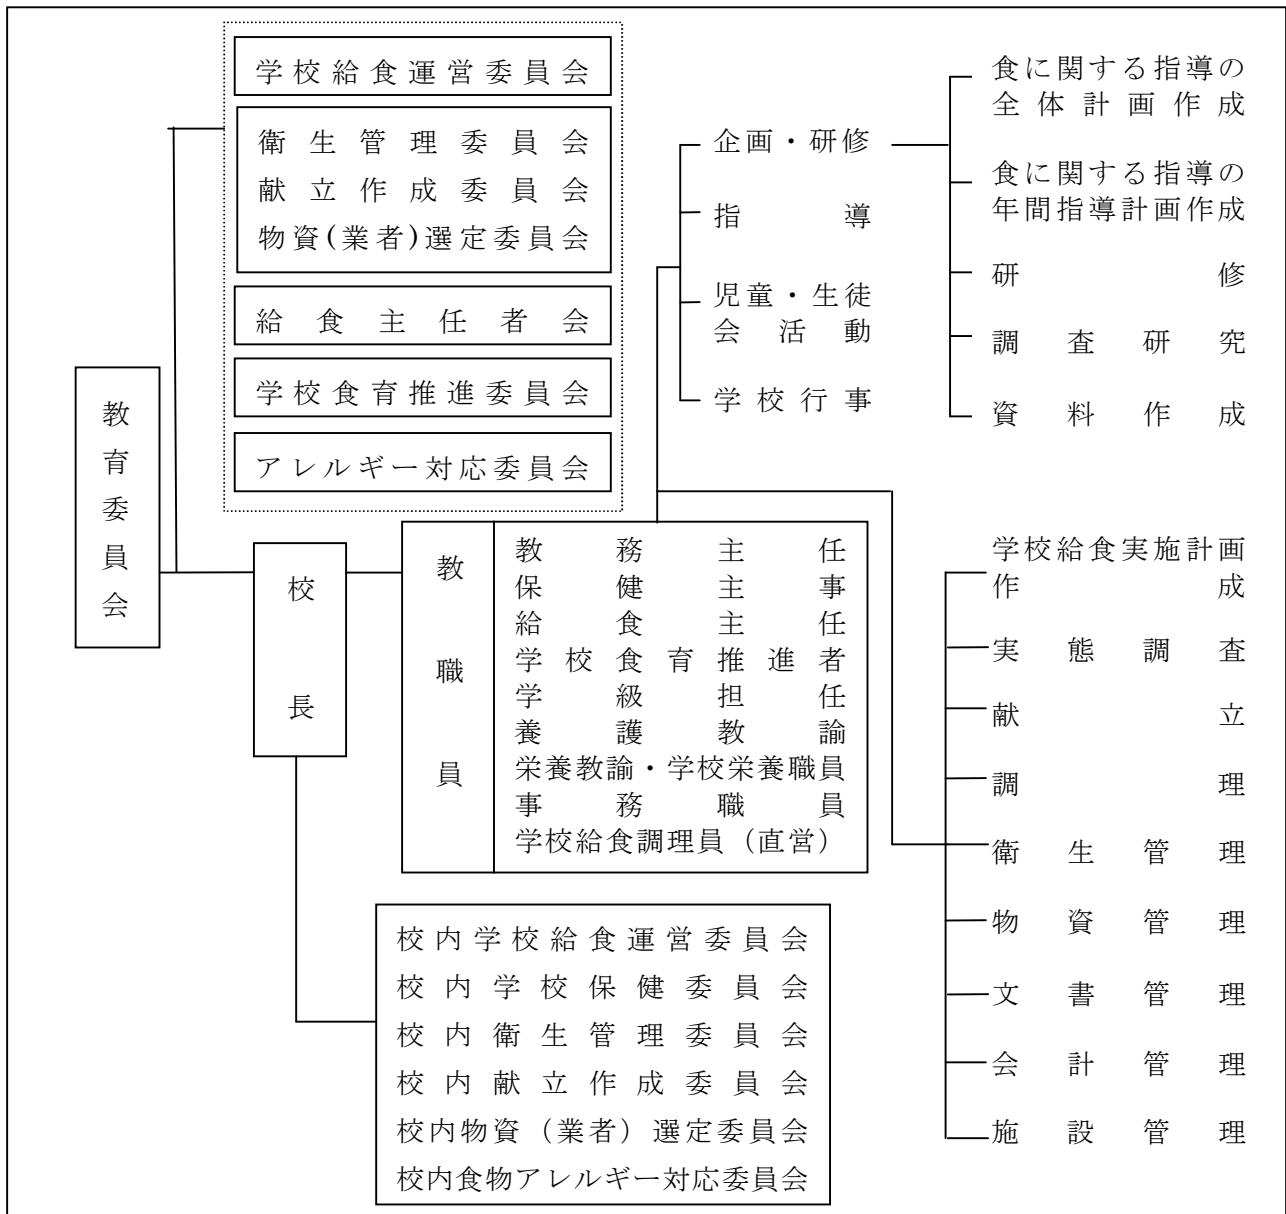 学校給食運営委員会
衛生管理委員会
献立作成委員会
物資(業者)選定委員会
給食主任者会
学校食育推進委員会
アレルギー対応委員会
教育委員会
校長
教職員
教務主任
保健主事
給食主任
学校食育推進者
学級担任
養護教諭
栄養教諭・学校栄養職員
事務職員
学校給食調理員（直営）
校内学校給食運営委員会
校内学校保健委員会
校内衛生管理委員会
校内献立作成委員会
校内物資（業者）選定委員会
校内食物アレルギー対応委員会
企画・研修
指導
児童・生徒
会活動
学校行事
食に関する指導の
全体計画作成
食に関する指導の
年間指導計画作成
研修
調査研究
資料作成
学校給食実施計画
作成
実態調査
献立
調理
衛生管理
物資管理
文書管理
会計管理
施設管理